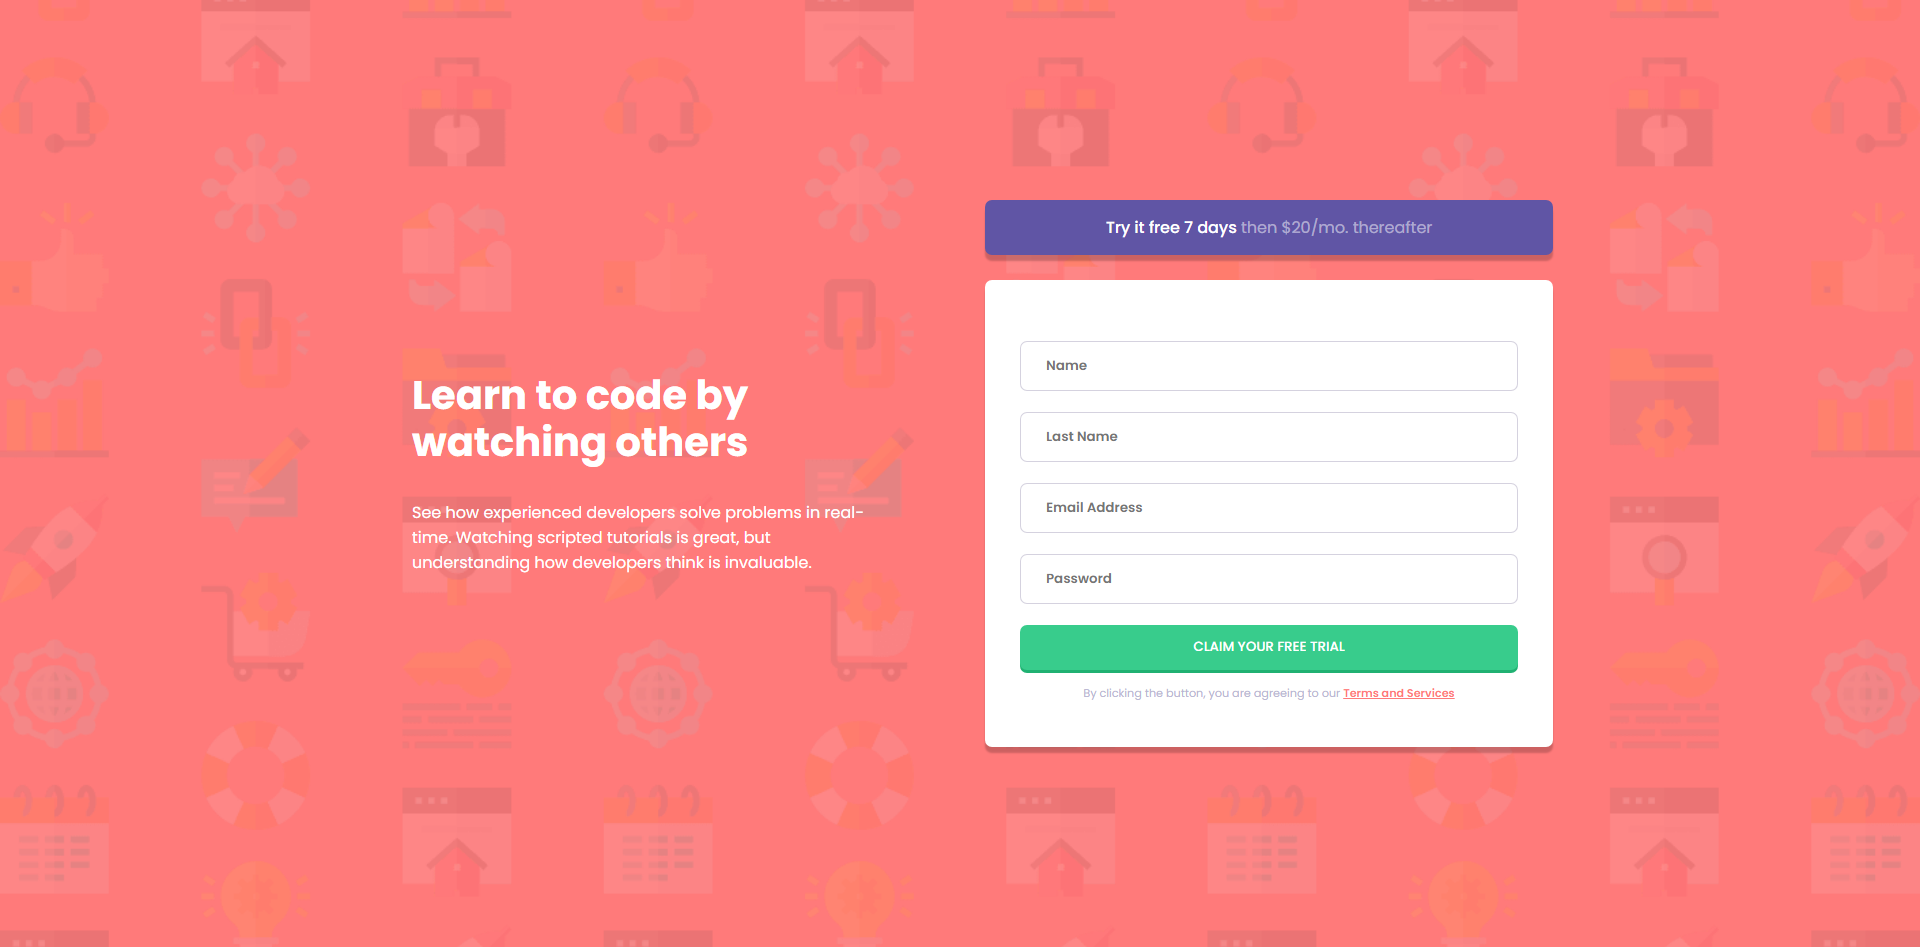 Learn to code by
watching others
See how experienced developers solve problems in real-
time. Watching scripted tutorials is great, but
understanding how developers think is invaluable.
Try it free 7 days then $20/mo. thereafter
Name
Last Name
Email Address
Password
CLAIM YOUR FREE TRIAL
By clicking the button, you are agreeing to our Terms and Services